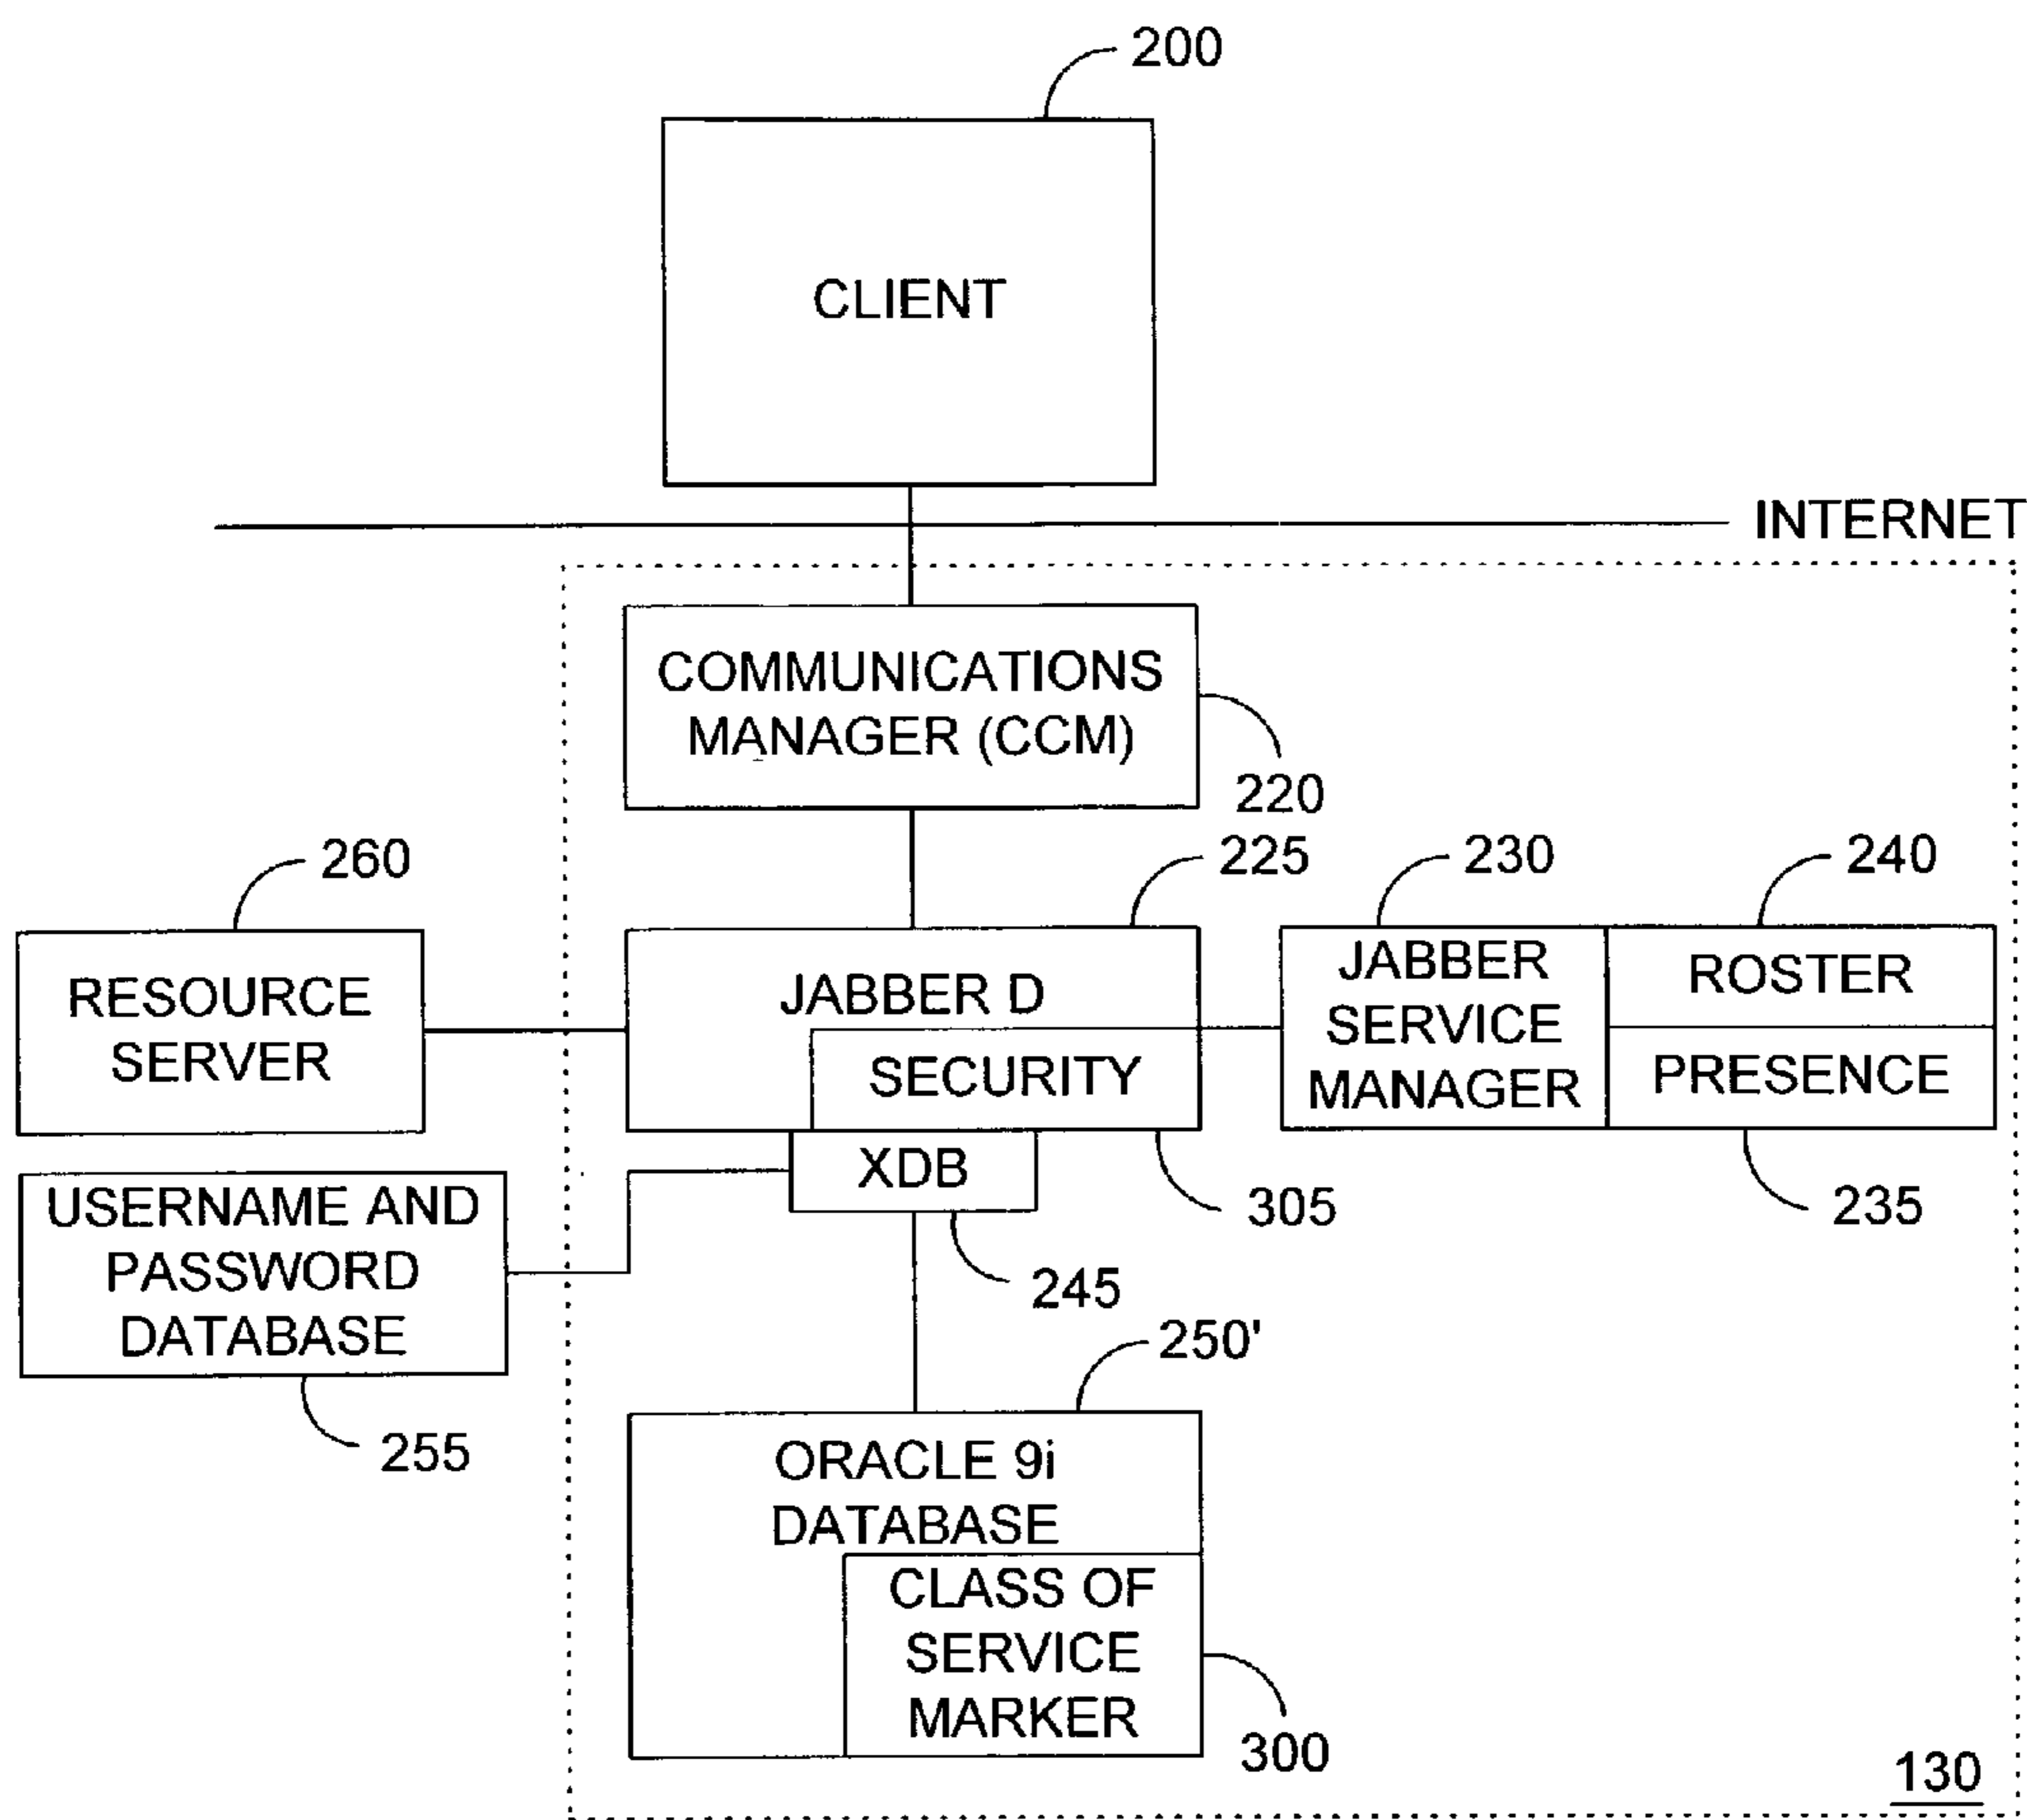 200
CLIENT
INTERNET
COMMUNICATIONS
MANAGER (CCM)
220
260
225
230
240
RESOURCE
SERVER
JABBER D
SECURITY
JABBER
SERVICE
MANAGER
ROSTER
PRESENCE
XDB
305
235
USERNAME AND
PASSWORD
DATABASE
245
250'
255
ORACLE 9i
DATABASE
CLASS OF
SERVICE
MARKER
300
130